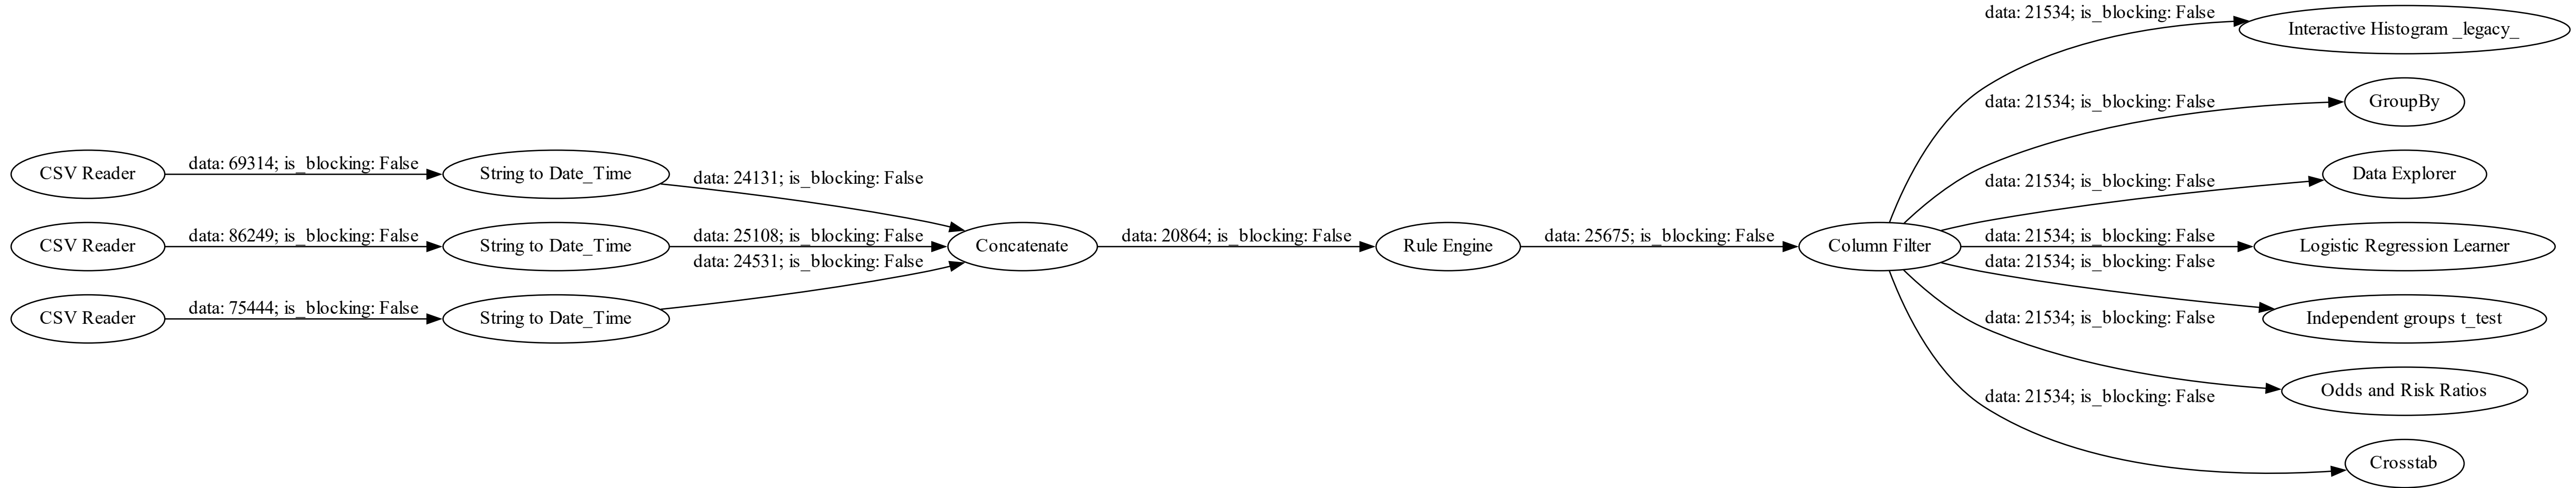 data: 21534; is_blocking: False
Interactive Histogram _legacy_
data: 21534; is_blocking: False
GroupBy
CSV Reader
data: 69314; is_blocking: False
String to Date_Time
data: 24131; is_blocking: False
data: 21534; is_blocking: False
Data Explorer
CSV Reader
data: 86249; is_blocking: False
String to Date_Time
data: 25108; is_blocking: False
Concatenate
data: 20864; is_blocking: False
Rule Engine
data: 25675; is_blocking: False
Column Filter
data: 21534; is_blocking: False
Logistic Regression Learner
data: 24531; is_blocking: False
data: 21534; is_blocking: False
CSV Reader
data: 75444; is_blocking: False
String to Date_Time
data: 21534; is_blocking: False
Independent groups t_test
Odds and Risk Ratios
data: 21534; is_blocking: False
Crosstab